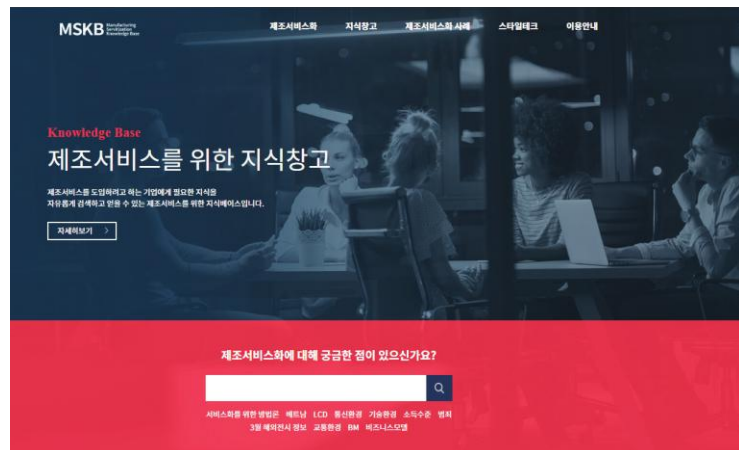 MSKB Manufacturing
Servitization
Knowledge Base
제조서비스화 지식창고 제조서비스화 사례 스타일테크 이용안내
Knowledge Base
제조서비스를 위한 지식창고
제조서비스를 도입하려고 하는 기업에게 필요한 지식을
자유롭게 검색하고 얻을 수 있는 제조서비스를 위한 지식베이스입니다.
자세히보기 >
제조서비스화에 대해 궁금한 점이 있으신가요?
서비스화를 위한 방법론 베트남 LCD 통신환경 기술환경 소득수준 범죄
3월 해외전시 정보 교통환경 BM 비즈니스모델